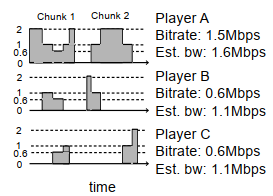 Chunk 1 Chunk 2
Player A
Bitrate: 1.5Mbps
Est. bw: 1.6Mbps
2
1
0.6
0
Player B
Bitrate: 0.6Mbps
Est. bw: 1.1Mbps
2
1
0.6
0
Player C
Bitrate: 0.6Mbps
Est. bw: 1.1Mbps
2
1
0.6
0
time